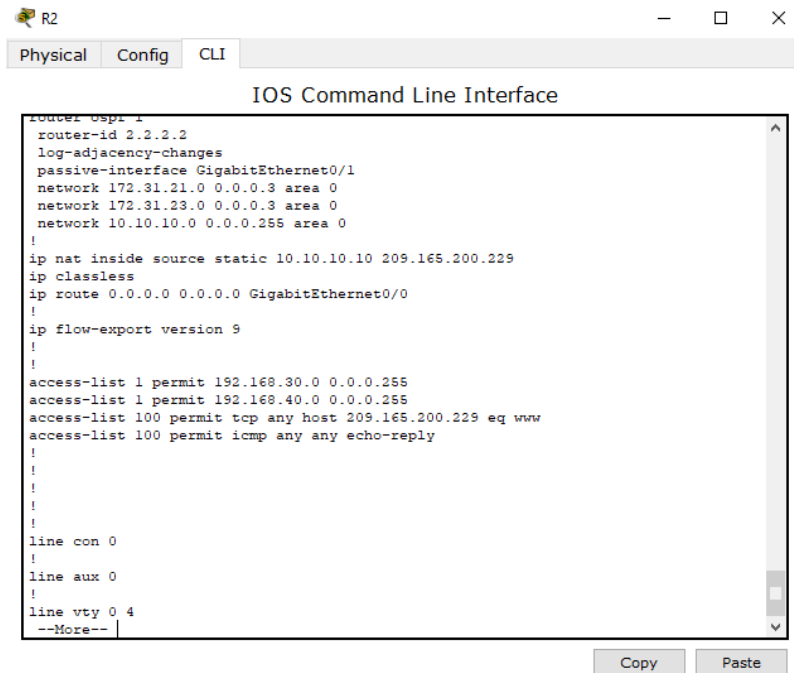 R2
Physical Config CLI
IOS Command Line Interface
router ospf 1
router-id 2.2.2.2
log-adjacency-changes
passive-interface GigabitEthernet0/1
network 172.31.21.0 0.0.0.3 area 0
network 172.31.23.0 0.0.0.3 area 0
network 10.10.10.0 0.0.0.255 area 0
!
ip nat inside source static 10.10.10.10 209.165.200.229
ip classless
ip route 0.0.0.0 0.0.0.0 GigabitEthernet0/0
!
ip flow-export version 9
!
!
access-list 1 permit 192.168.30.0 0.0.0.255
access-list 1 permit 192.168.40.0 0.0.0.255
access-list 100 permit tcp any host 209.165.200.229 eq www
access-list 100 permit icmp any any echo-reply
!
!
!
!
!
line con 0
!
line aux 0
!
line vty 0 4
--More--
Copy Paste